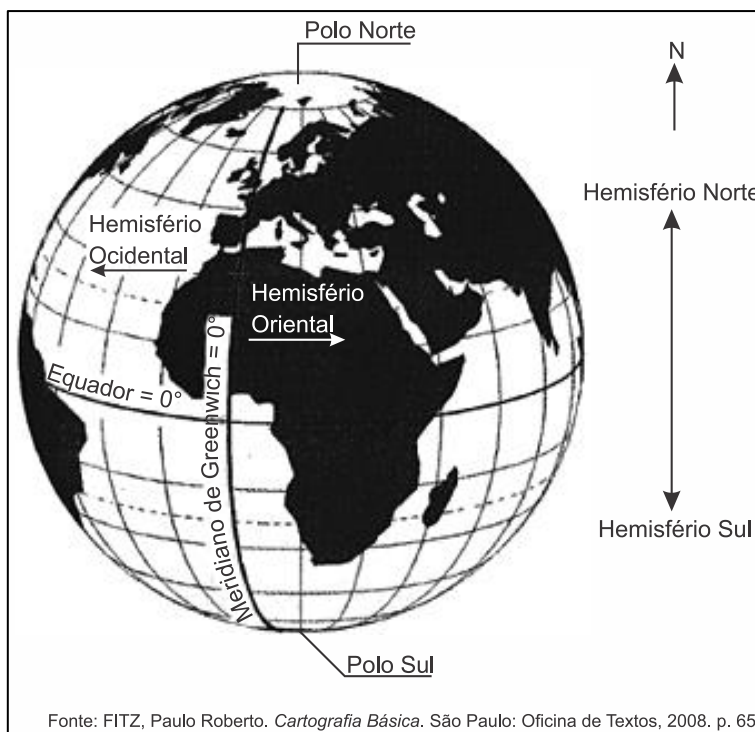 Polo Norte
N
Hemisfério Norte
Hemisfério
Ocidental
Hemisfério
Oriental
Equador = 0°
Meridiano de Greenwich = 0°
Hemisfério Sul
Polo Sul
Fonte: FITZ, Paulo Roberto. Cartografia Básica. São Paulo: Oficina de Textos, 2008. p. 65